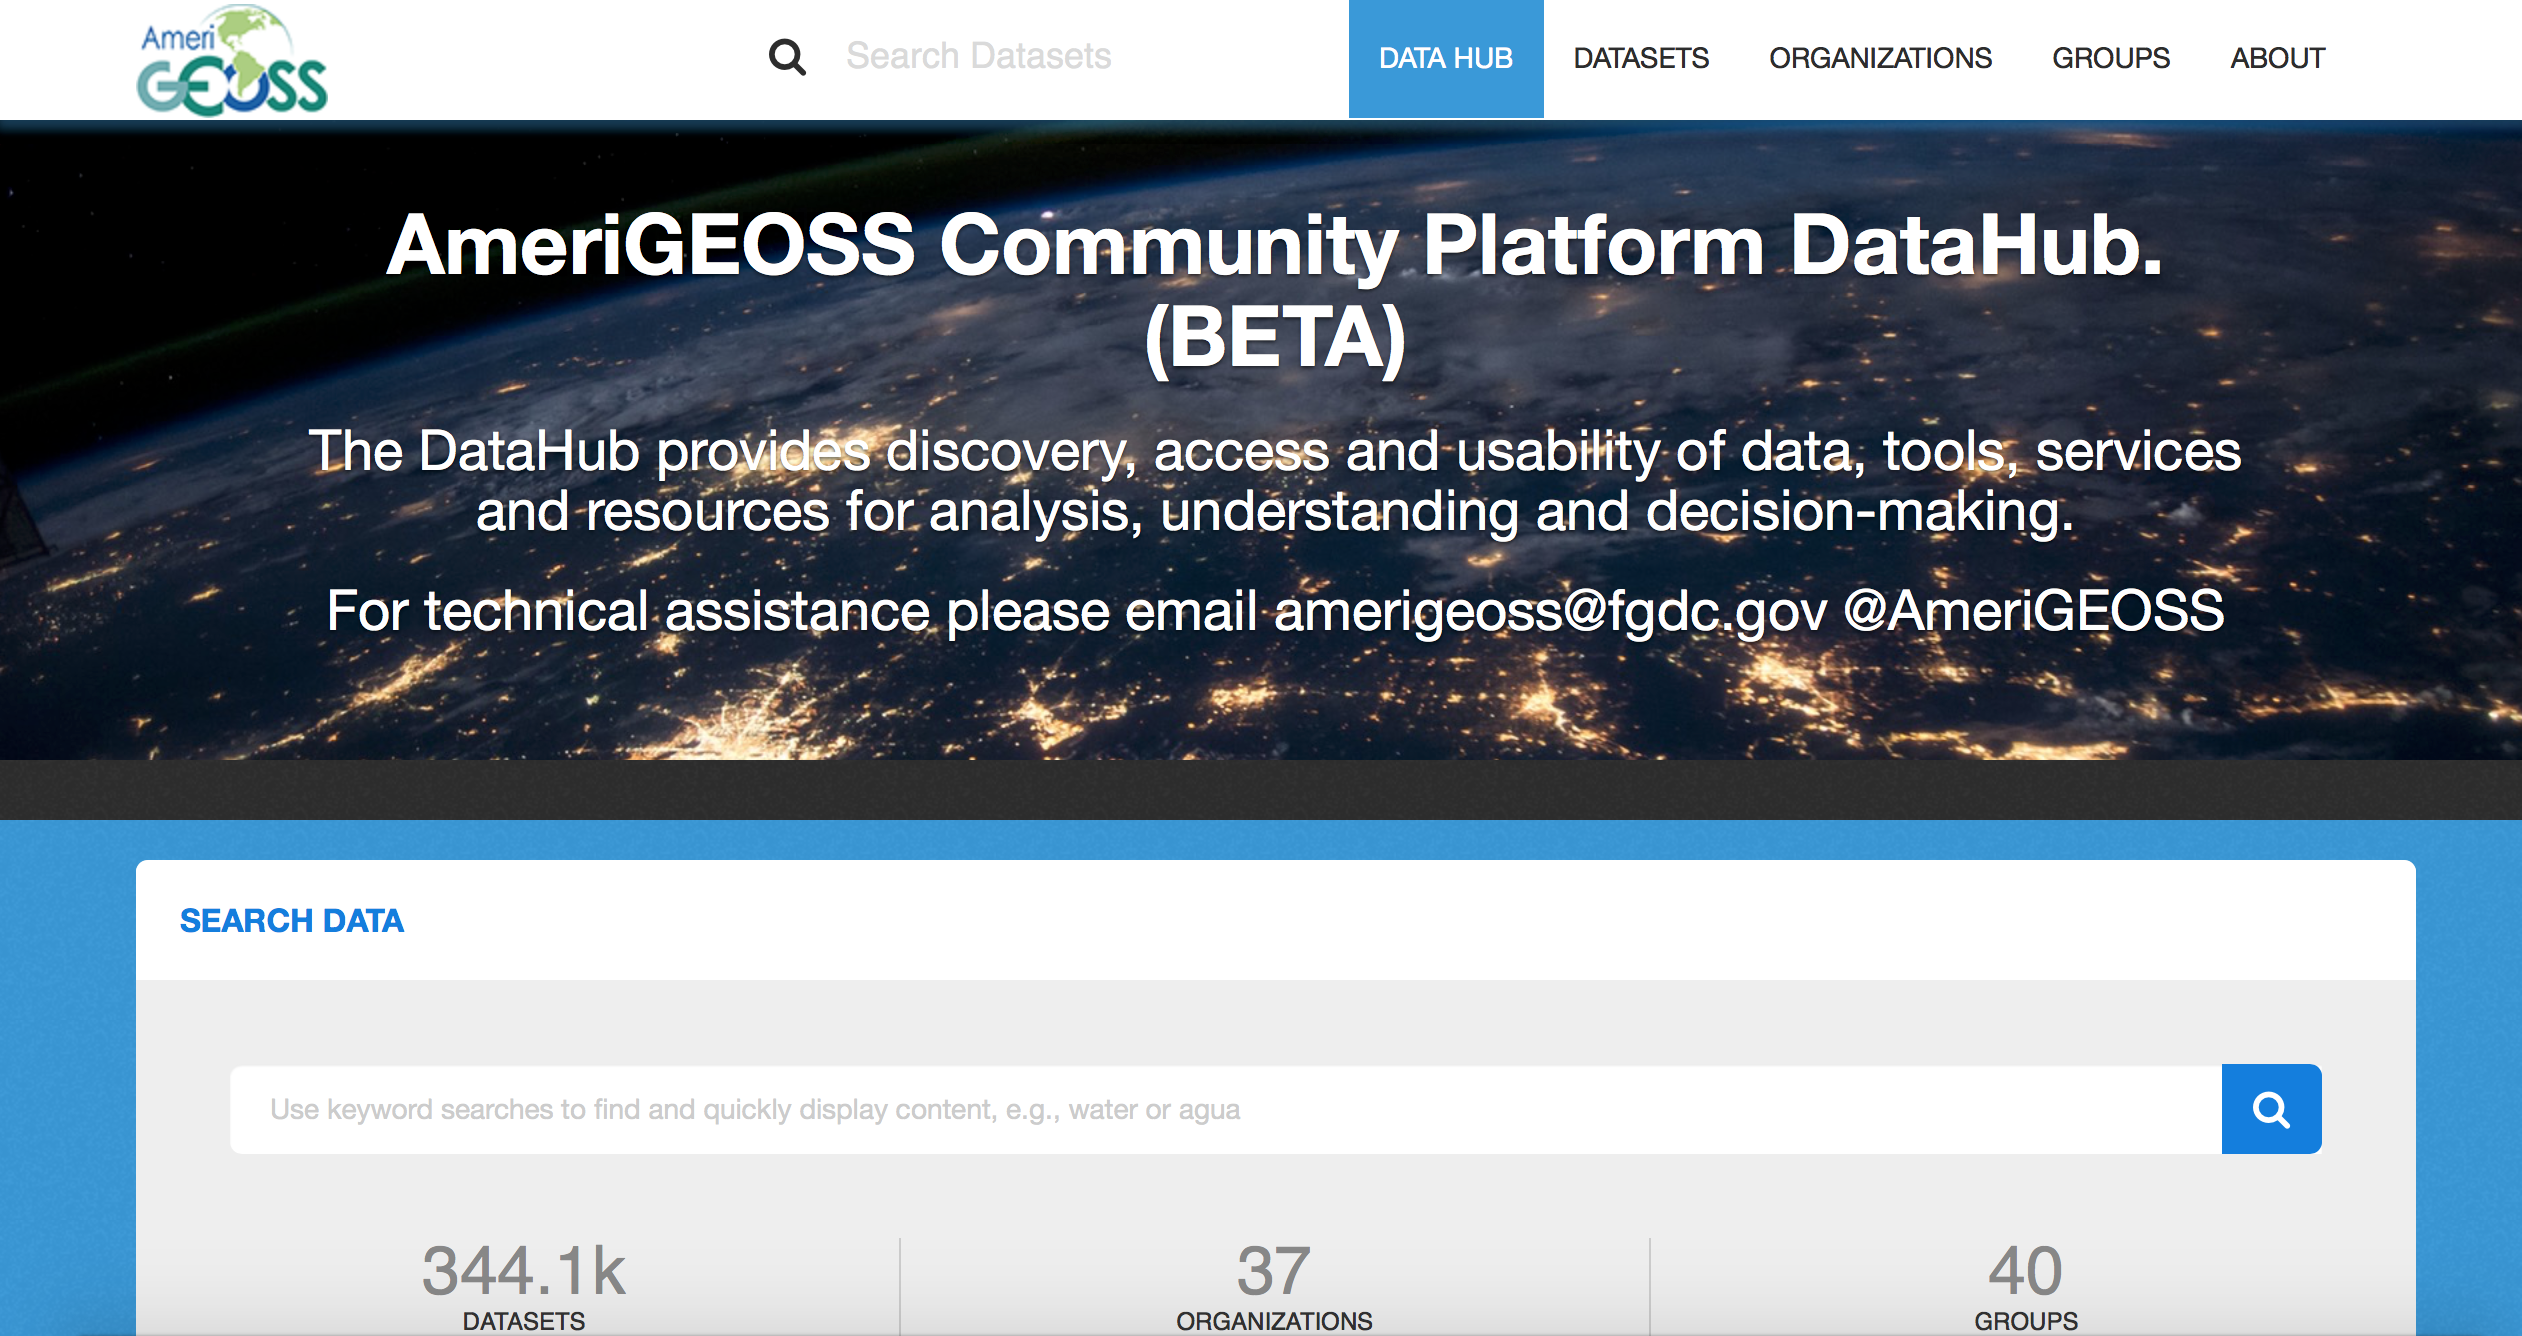 Ameri
GEOSS
Search Datasets
DATA HUB
DATASETS
ORGANIZATIONS
GROUPS
ABOUT
AmeriGEOSS Community Platform DataHub.
(BETA)
The DataHub provides discovery, access and usability of data, tools, services
and resources for analysis, understanding and decision-making.
For technical assistance please email amerigeoss@fgdc.gov @AmeriGEOSS
SEARCH DATA
Use keyword searches to find and quickly display content, e.g., water or agua
344.1k
DATASETS
37
ORGANIZATIONS
40
GROUPS